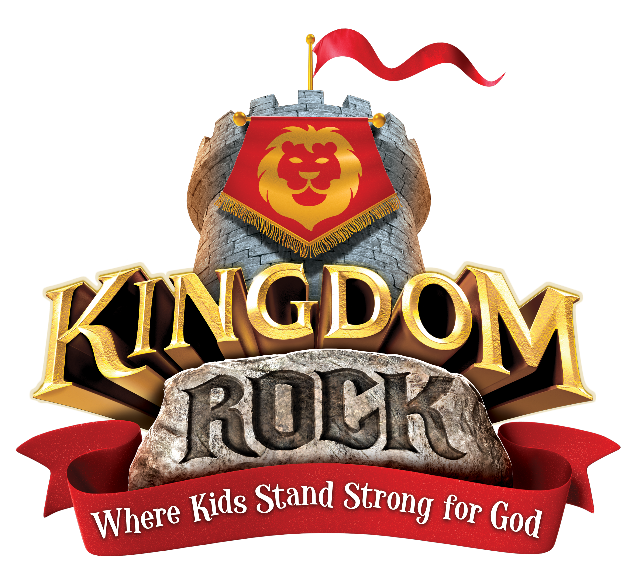 KINGDOM
ROCK
Where Kids Stand Strong for God